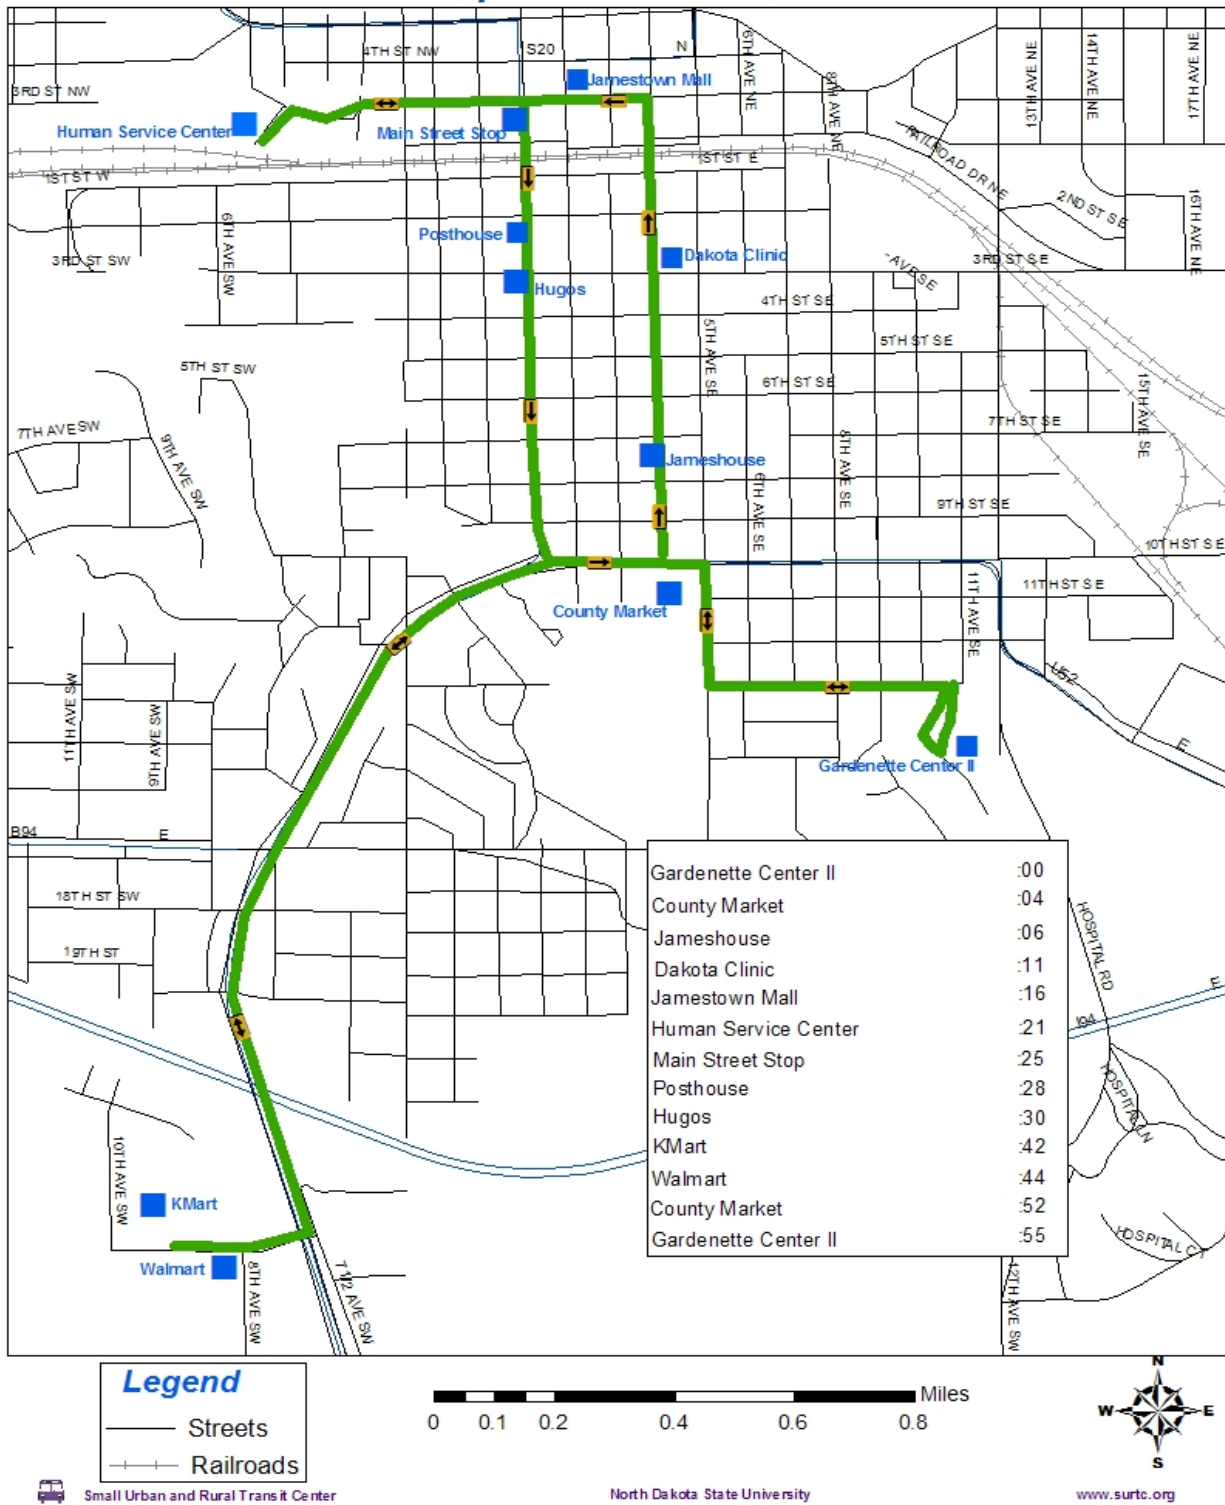 4TH ST NW
S20
N
6TH AVE NE
8TH AVE NE
13TH AVE NE
14TH AVE NE
17TH AVE NE
Jamestown Mall
3RD ST NW
Human Service Center
Main Street Stop
RAILROAD DR NE
1ST ST E
1ST ST W
2ND ST SE
16TH AVE NE
6TH AVE SW
Posthouse
3RD ST SW
Dakota Clinic
3RD ST SE
- AVE SE
Hugos
4TH ST SE
5TH AVE SE
5TH ST SE
5TH ST SW
6TH ST SE
15TH AVE SE
7TH AVE SW
7TH ST SE
9TH AVE SW
Jameshouse
8TH AVE SE
6TH AVE SE
9TH ST SE
10TH ST SE
11TH ST SE
11TH AVE SE
County Market
U52
E
11TH AVE SW
9TH AVE SW
Gardenette Center II
B94
E
18TH ST SW
19TH ST
HOSPITAL RD
E
I94
HOSPITAL LN
Gardenette Center II :00
County Market :04
Jameshouse :06
Dakota Clinic :11
Jamestown Mall :16
Human Service Center :21
Main Street Stop :25
Posthouse :28
Hugos :30
KMart :42
Walmart :44
County Market :52
Gardenette Center II :55
10TH AVE SW
KMart
HOSPITAL CT
Walmart
8TH AVE SW
7 1/2 AVE SW
12TH AVE SW
Legend
Streets
Railroads
0 0.1 0.2 0.4 0.6 0.8
Miles
N
W E
S
Small Urban and Rural Transit Center
North Dakota State University
www.surtc.org